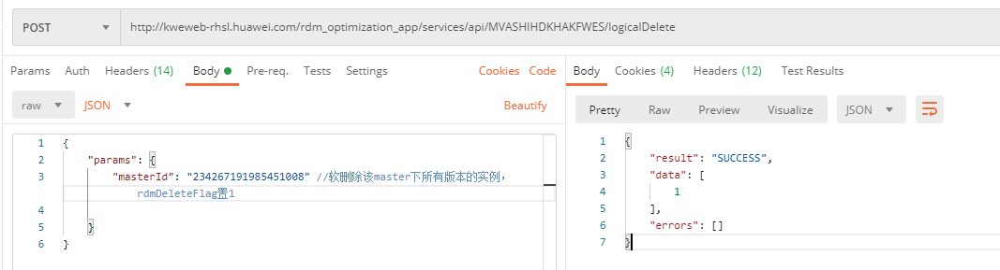 POST
http://kweweb-rhsl.huawei.com/rdm_optimization_app/services/api/MVASHIHDKHAKFWES/logicalDelete
Params Auth Headers (14) Body Pre-req. Tests Settings Cookies Code
raw JSON Beautify
1 {
2 "params": {
3 "masterId": "234267191985451008" //软删除该master下所有版本的实例，
rdmDeleteFlag置1
4
5 }
6 }
Body Cookies (4) Headers (12) Test Results
Pretty Raw Preview Visualize JSON
1 {
2 "result": "SUCCESS",
3 "data": [
4 1
5 ],
6 "errors": []
7 }